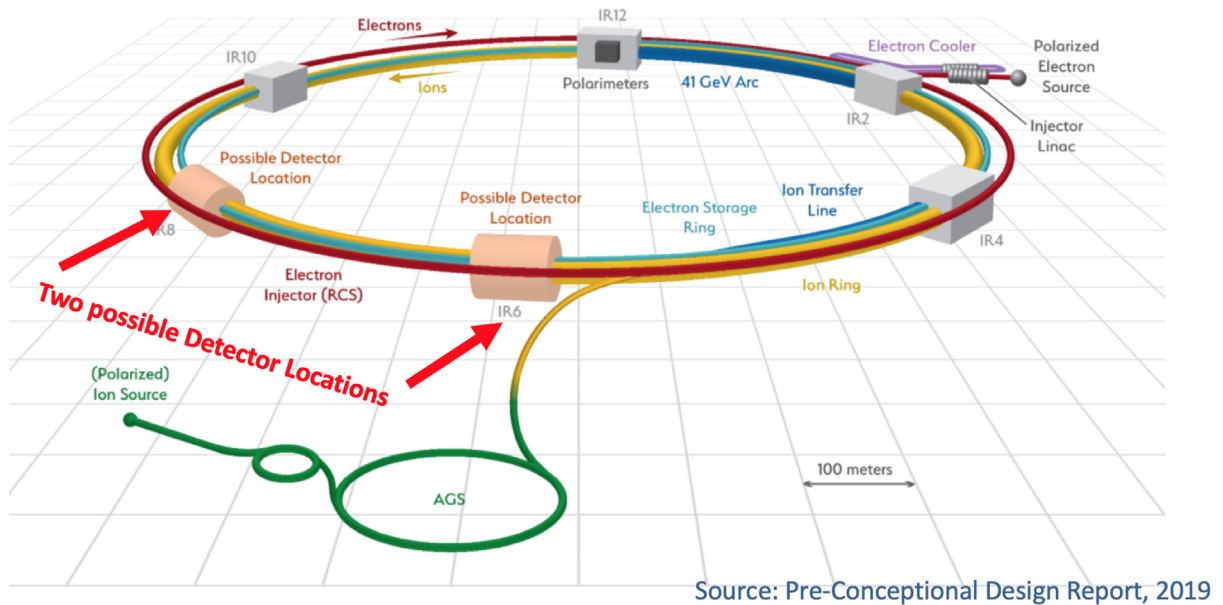 IR12
Electrons
Electron Cooler
Polarized
Electron
Source
IR10
Ions
Polarimeters
41 GeV Arc
IR2
Injector
Linac
Possible Detector
Location
Possible Detector
Location
Ion Transfer
Line
Electron Storage
Ring
IR8
IR4
Electron
Injector (RCS)
Ion Ring
IR6
Two possible Detector Locations
(Polarized)
Ion Source
AGS
100 meters
Source: Pre-Conceptual Design Report, 2019